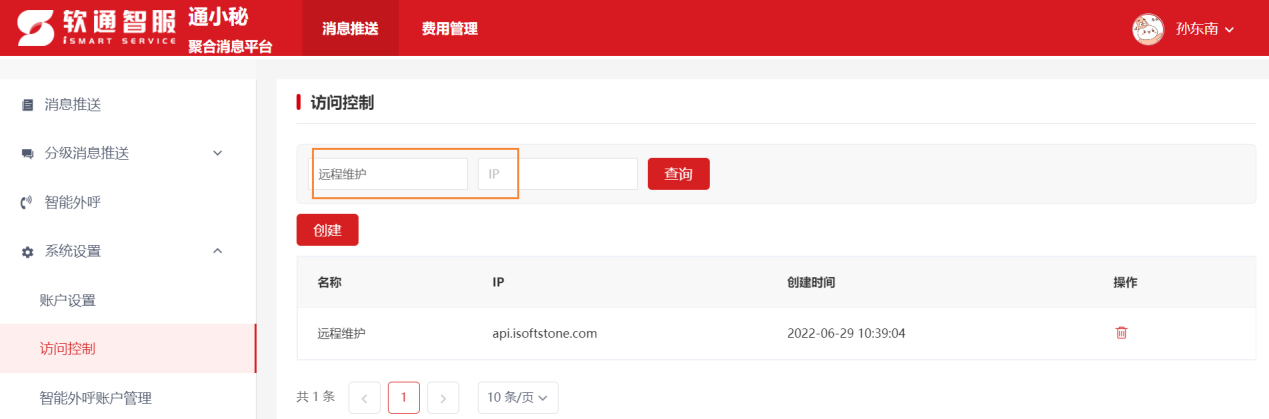 软通智服
iSMART SERVICE
通小秘
聚合消息平台
消息推送
费用管理
孙东南
消息推送
分级消息推送
智能外呼
系统设置
账户设置
访问控制
智能外呼账户管理
访问控制
远程维护
IP
查询
创建
名称 IP 创建时间 操作
远程维护 api.isoftstone.com 2022-06-29 10:39:04
共 1 条 1 10 条/页